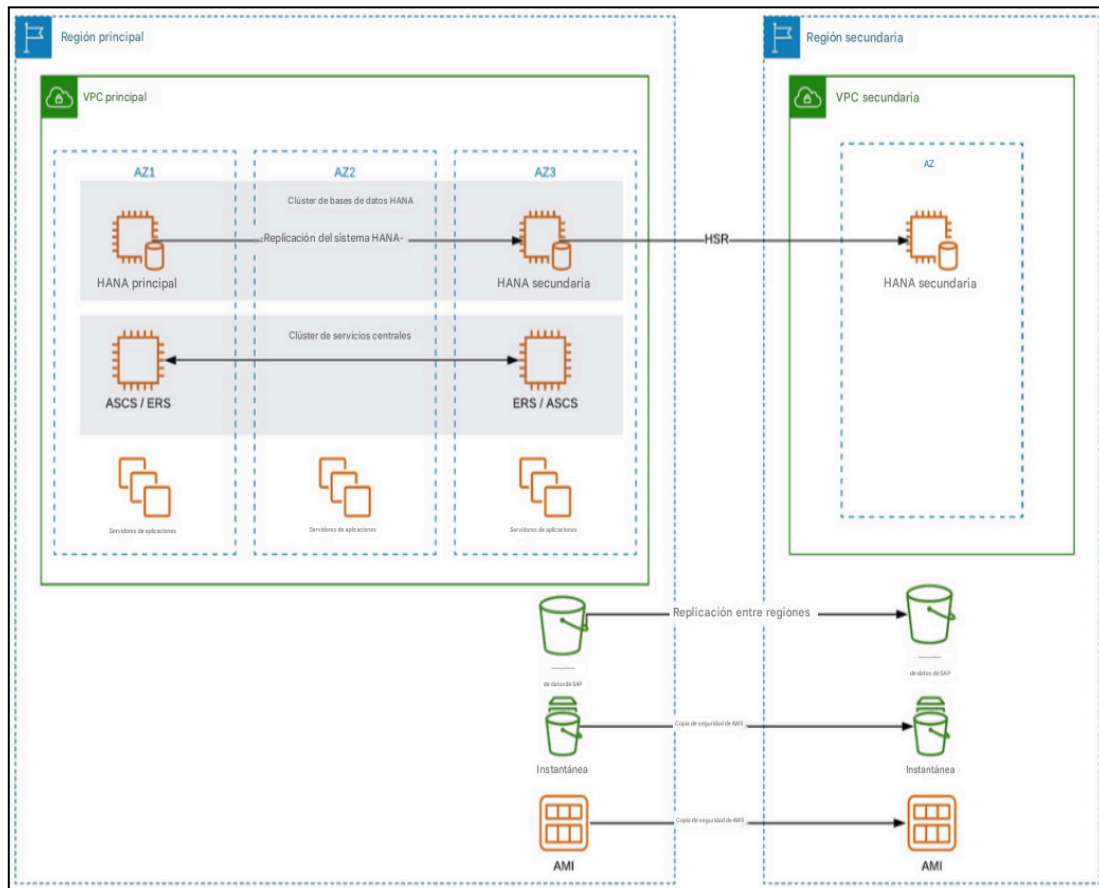 Región principal
Región secundaria
VPC principal
VPC secundaria
AZ1
AZ2
AZ3
AZ
Clúster de bases de datos HANA
-Replicación del sistema HANA-
HSR
HANA principal
HANA secundaria
HANA secundaria
Clúster de servicios centrales
ASCS / ERS
ERS / ASCS
Servidores de aplicaciones
Servidores de aplicaciones
Servidores de aplicaciones
Replicación entre regiones
de datos de SAP
de datos de SAP
Copia de seguridad de AWS
Instantánea
Instantánea
Copia de seguridad de AWS
AMI
AMI